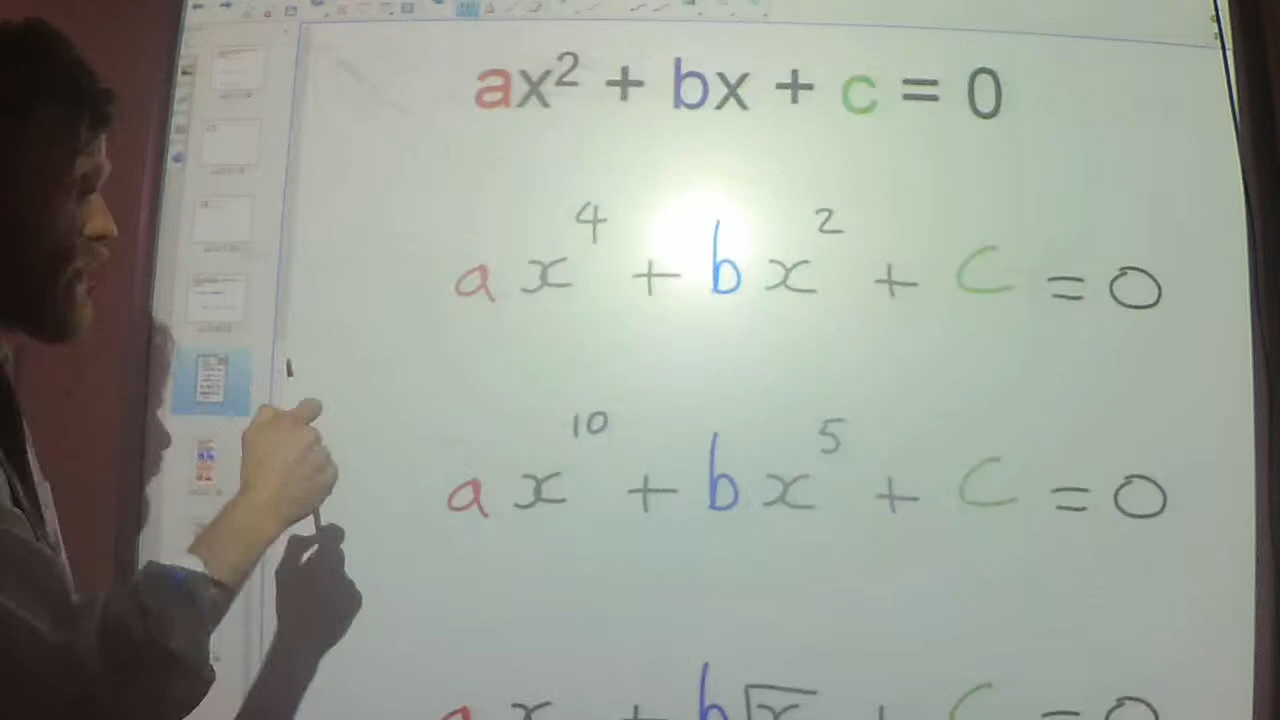 ax² + bx + c = 0
ax⁴ + bx² + c = 0
ax¹⁰ + bx⁵ + c = 0
ax + b√x + c = 0